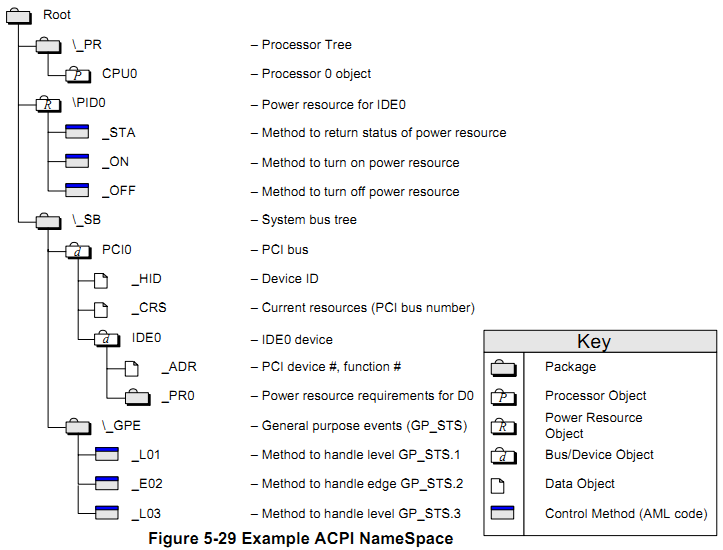 Root
\_PR – Processor Tree
P CPU0 – Processor 0 object
R \PID0 – Power resource for IDE0
_STA – Method to return status of power resource
_ON – Method to turn on power resource
_OFF – Method to turn off power resource
\_SB – System bus tree
d PCI0 – PCI bus
_HID – Device ID
_CRS – Current resources (PCI bus number)
d IDE0 – IDE0 device
_ADR – PCI device #, function #
_PR0 – Power resource requirements for D0
\_GPE – General purpose events (GP_STS)
_L01 – Method to handle level GP_STS.1
_E02 – Method to handle edge GP_STS.2
_L03 – Method to handle level GP_STS.3
Key
Package
P Processor Object
R Power Resource
Object
d Bus/Device Object
Data Object
Control Method (AML code)
Figure 5-29 Example ACPI NameSpace